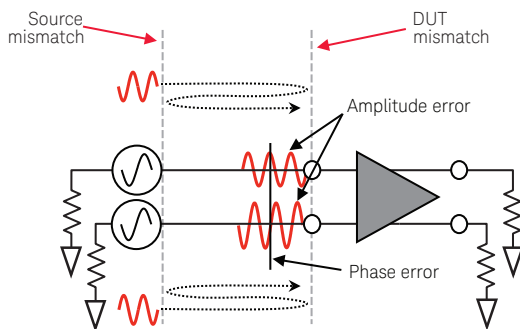 Source
mismatch
DUT
mismatch
Amplitude error
Phase error